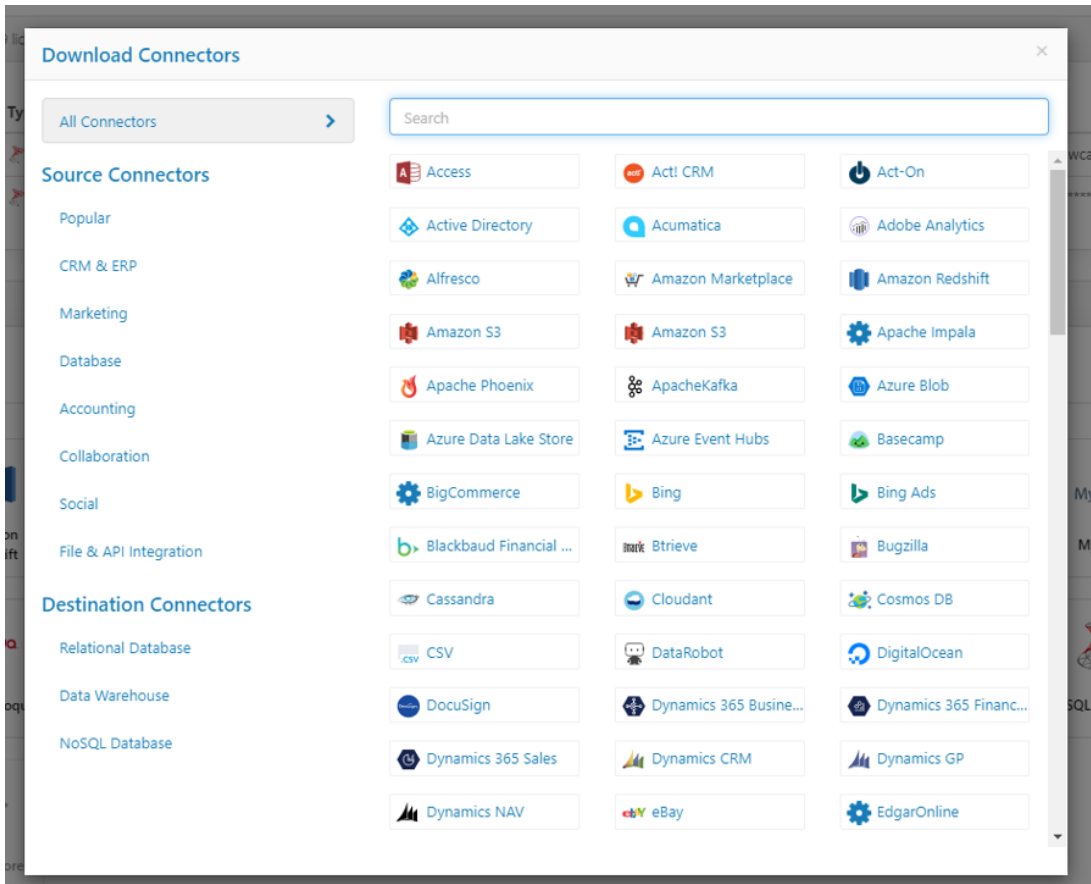 Download Connectors ×
All Connectors
Search
Source Connectors
Popular
CRM & ERP
Marketing
Database
Accounting
Collaboration
Social
File & API Integration
Destination Connectors
Relational Database
Data Warehouse
NoSQL Database
Access Act! CRM Act-On
Active Directory Acumatica Adobe Analytics
Alfresco Amazon Marketplace Amazon Redshift
Amazon S3 Amazon S3 Apache Impala
Apache Phoenix ApacheKafka Azure Blob
Azure Data Lake Store Azure Event Hubs Basecamp
BigCommerce Bing Bing Ads
Blackbaud Financial ... Btrieve Bugzilla
Cassandra Cloudant Cosmos DB
CSV DataRobot DigitalOcean
DocuSign Dynamics 365 Busine... Dynamics 365 Financ...
Dynamics 365 Sales Dynamics CRM Dynamics GP
Dynamics NAV eBay EdgarOnline